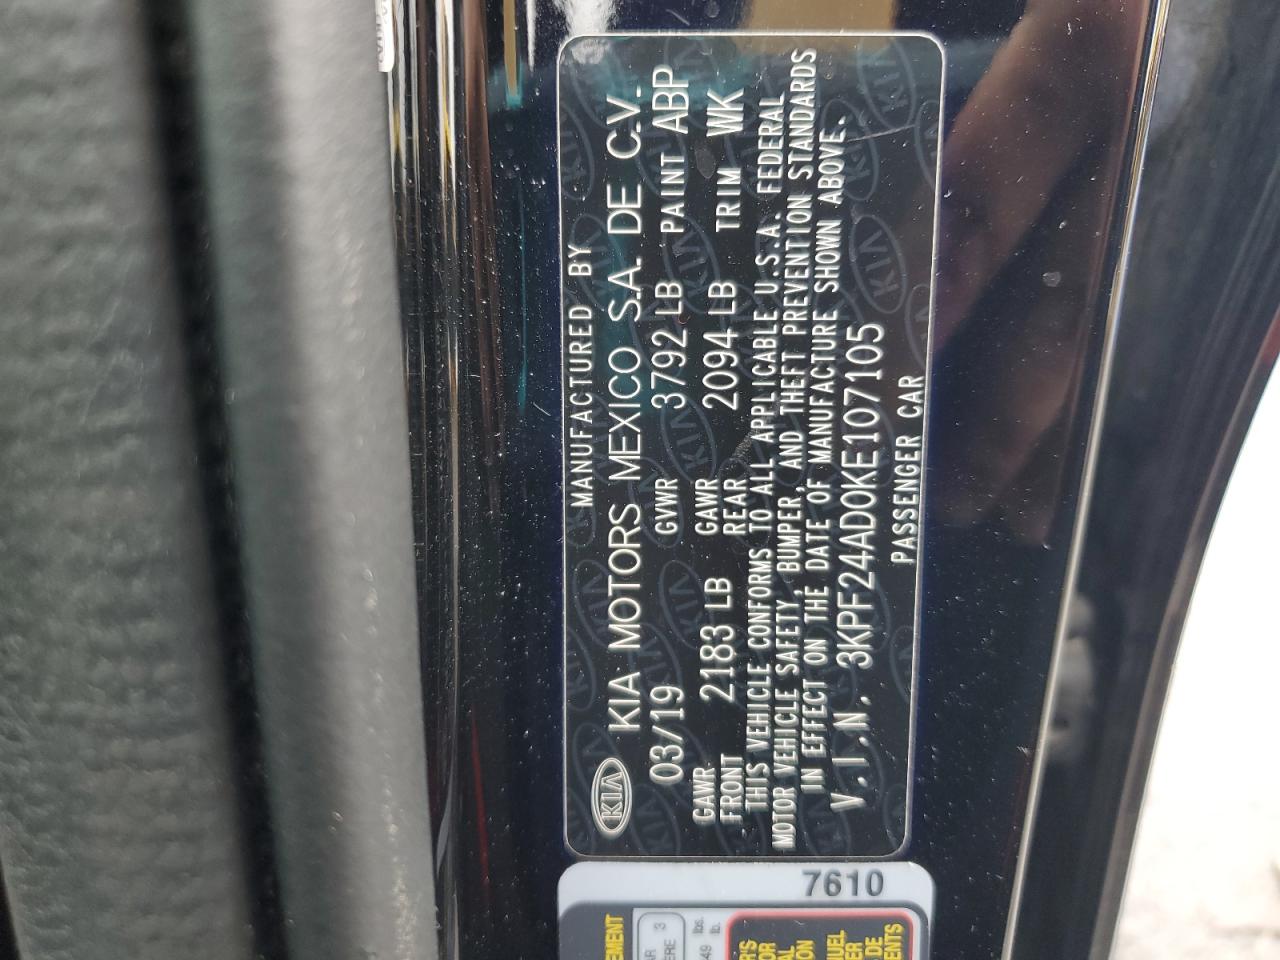 MANUFACTURED BY
KIA KIA MOTORS MEXICO S.A. DE C.V.
03/19 GVWR 3792 LB PAINT ABP
GAWR FRONT 2183 LB GAWR REAR 2094 LB TRIM WK
THIS VEHICLE CONFORMS TO ALL APPLICABLE U.S.A. FEDERAL
MOTOR VEHICLE SAFETY, BUMPER, AND THEFT PREVENTION STANDARDS
IN EFFECT ON THE DATE OF MANUFACTURE SHOWN ABOVE.
V.I.N. 3KPF24AD0KE107105
PASSENGER CAR
7610